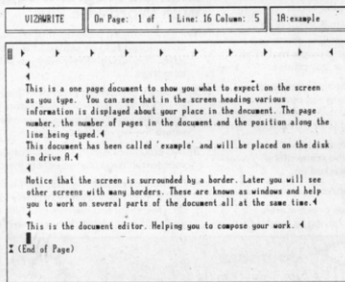 VIZAWRITE
On Page: 1 of 1 Line: 16 Column: 5
1A:example
This is a one page document to show you what to expect on the screen
as you type. You can see that in the screen heading various
information is displayed about your place in the document. The page
number, the number of pages in the document and the position along the
line being typed.
This document has been called 'example' and will be placed on the disk
in drive A.
Notice that the screen is surrounded by a border. Later you will see
other screens with many borders. These are known as windows and help
you to work on several parts of the document all at the same time.
This is the document editor. Helping you to compose your work.
(End of Page)